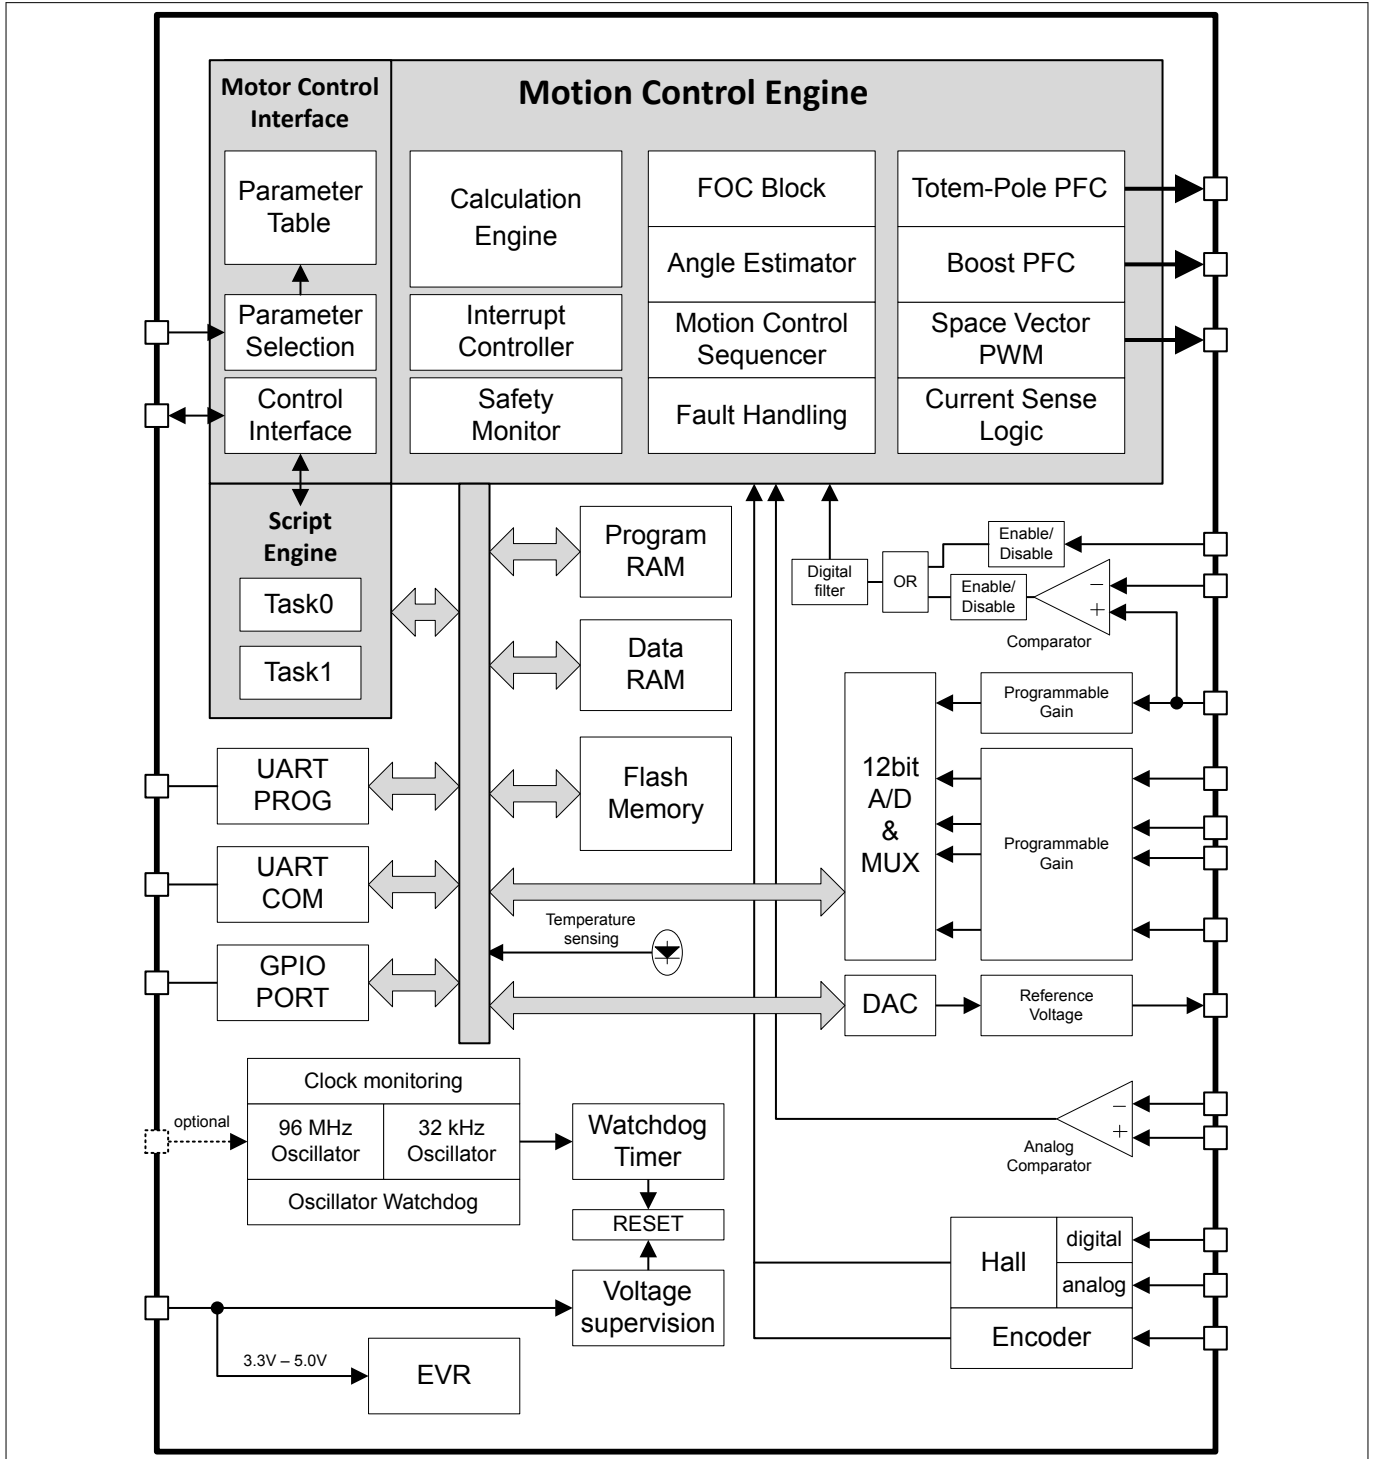 Motor Control
Interface
Motion Control Engine
Parameter
Table
Parameter
Selection
Control
Interface
Calculation
Engine
Interrupt
Controller
Safety
Monitor
FOC Block
Angle Estimator
Motion Control
Sequencer
Fault Handling
Totem-Pole PFC
Boost PFC
Space Vector
PWM
Current Sense
Logic
Script
Engine
Task0
Task1
Program
RAM
Data
RAM
Flash
Memory
Digital
filter
OR
Enable/
Disable
Enable/
Disable
−
+
Comparator
UART
PROG
UART
COM
GPIO
PORT
12bit
A/D
&
MUX
Programmable
Gain
Programmable
Gain
Temperature
sensing
DAC
Reference
Voltage
optional
Clock monitoring
96 MHz
Oscillator
32 kHz
Oscillator
Oscillator Watchdog
Watchdog
Timer
RESET
Voltage
supervision
3.3V – 5.0V
EVR
−
+
Analog
Comparator
Hall
digital
analog
Encoder